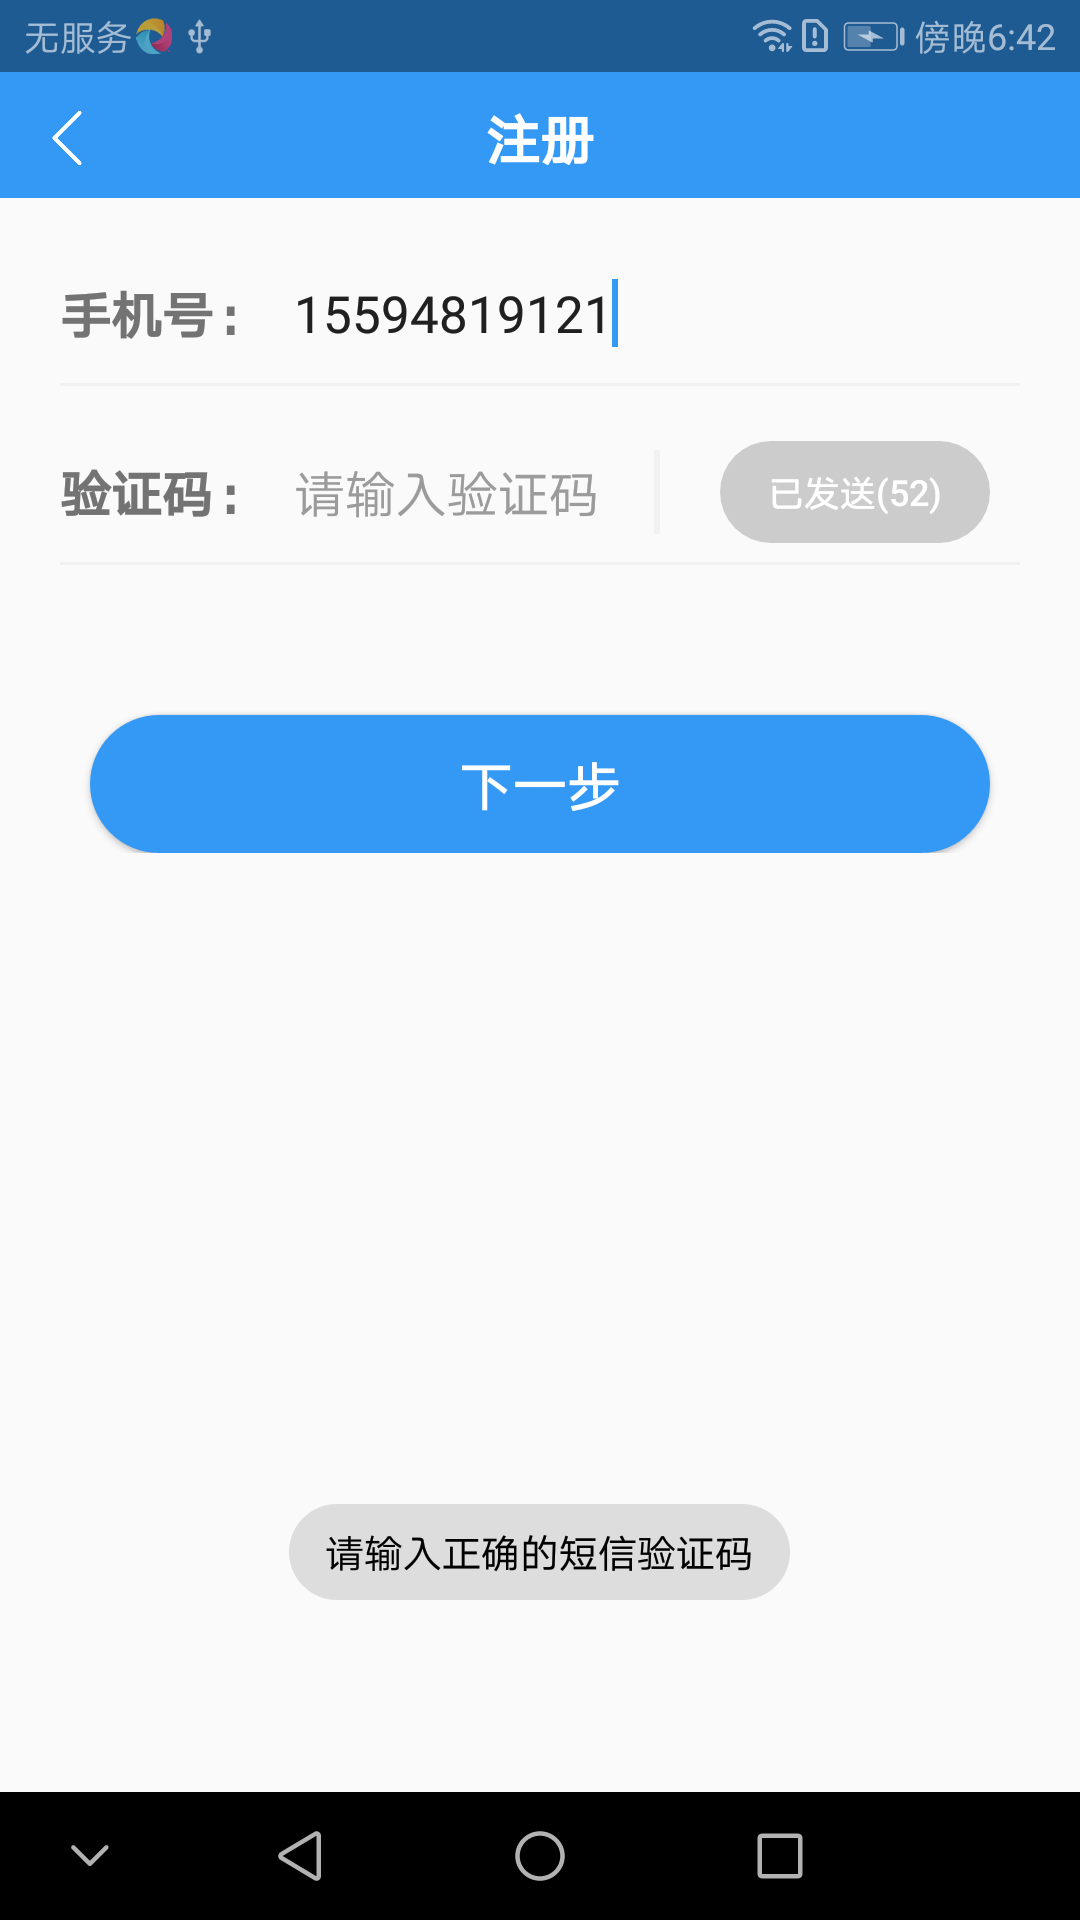 无服务 傍晚6:42
注册
手机号： 15594819121
验证码： 请输入验证码 已发送(52)
下一步
请输入正确的短信验证码